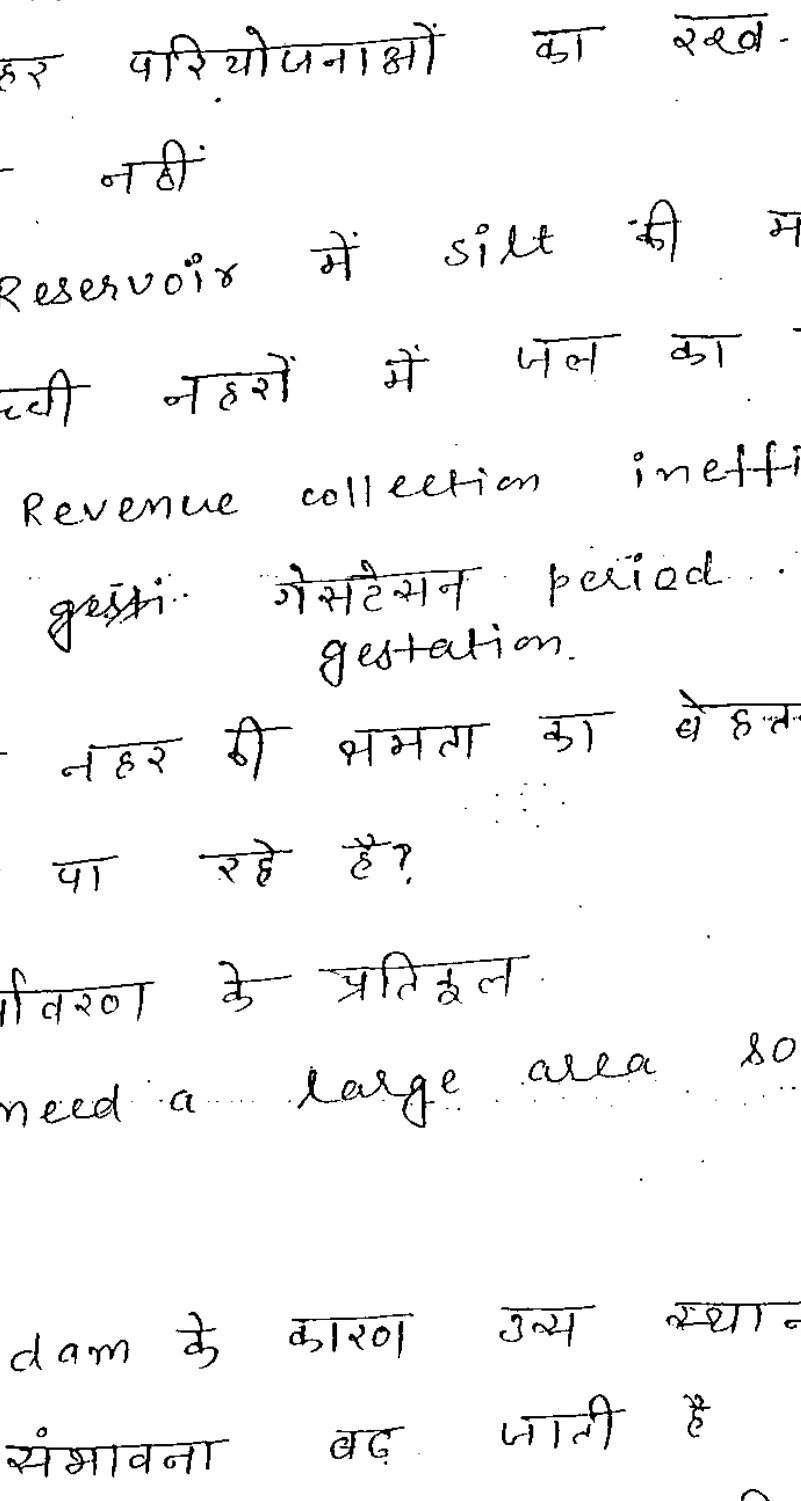 हर परियोजनाओं का रख-
नहीं
Reservoir में silt की म
च्ची नहरों में जल का
Revenue collection ineffi
गेसटेसन period
gestation.
नहर की क्षमता का बेहत
पा रहे है?
र्यावरण के प्रतिकूल
need a large area so
dam के कारण उस स्थान
संभावना बढ़ जाती है